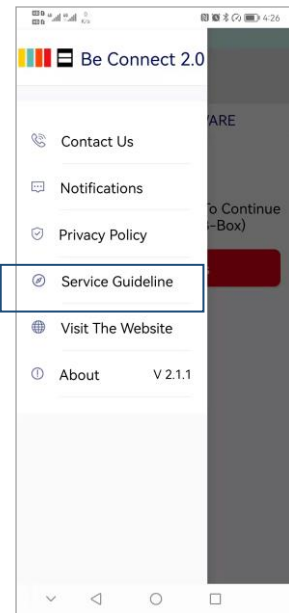 4:26
Be Connect 2.0
ARE
Contact Us
Notifications
o Continue
-Box)
Privacy Policy
Service Guideline
Visit The Website
About V 2.1.1